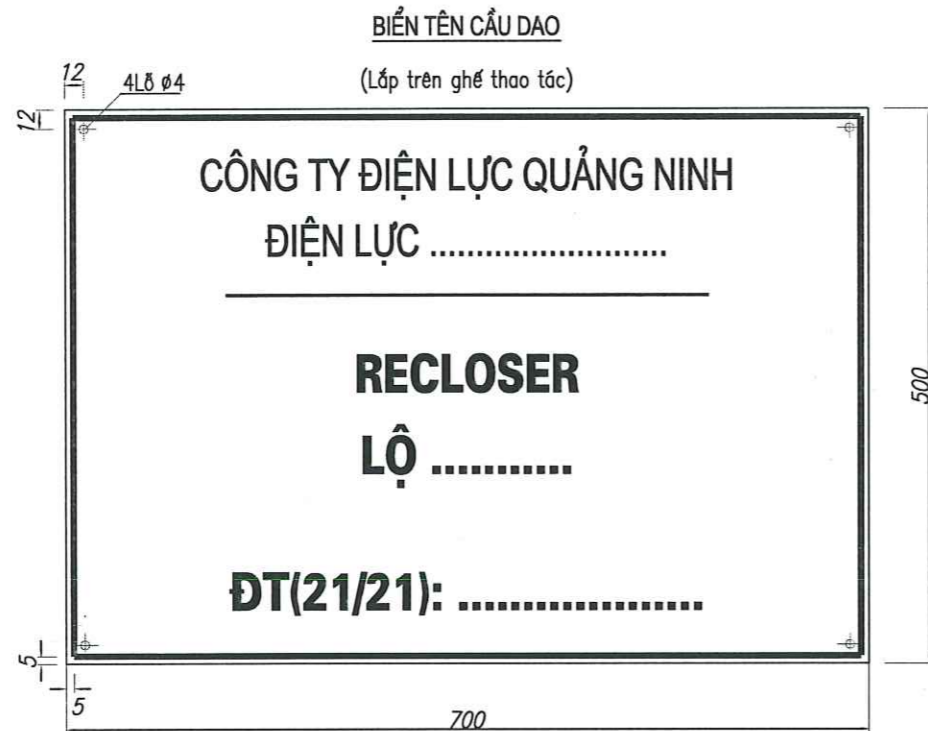 BIỂN TÊN CẦU DAO
(Lắp trên ghế thao tác)
12
4Lỗ ø4
12
CÔNG TY ĐIỆN LỰC QUẢNG NINH
ĐIỆN LỰC ..........................
RECLOSER
500
LỘ ...........
ĐT(21/21): ...................
5
5
700